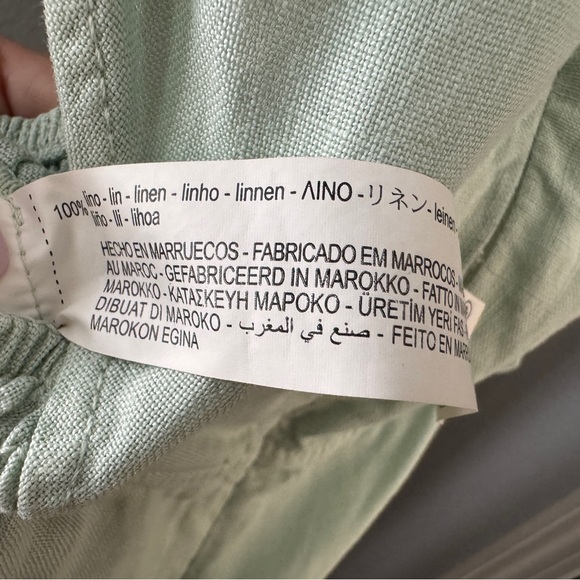 100% lino - lin - linen - linho - linnen - ΛΙΝΟ - リネン - leinen
liño - lli - lihoa
HECHO EN MARRUECOS - FABRICADO EM MARROCOS -
AU MAROC - GEFABRICEERD IN MAROKKO - FATTO IN
MAROKKO - ΚΑΤΑΣΚΕΥΗ ΜΑΡΟΚΟ - ÜRETİM YERİ FAS
DIBUAT DI MAROKO - صنع في المغرب - FEITO EN
MAROKON EGINA